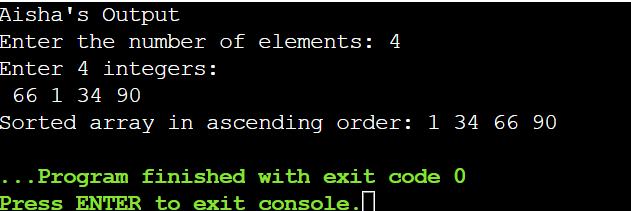 Aisha's Output
Enter the number of elements: 4
Enter 4 integers:
66 1 34 90
Sorted array in ascending order: 1 34 66 90
...Program finished with exit code 0
Press ENTER to exit console.